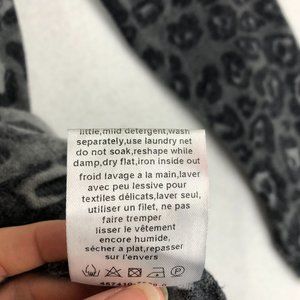 little,mild detergent,wash
separately,use laundry net
do not soak,reshape while
damp,dry flat,iron inside out
froid lavage a la main,laver
avec peu lessive pour
textiles délicats,laver seul,
utiliser un filet, ne pas
faire tremper
lisser le vêtement
encore humide,
sécher a plat,repasser
sur l'envers